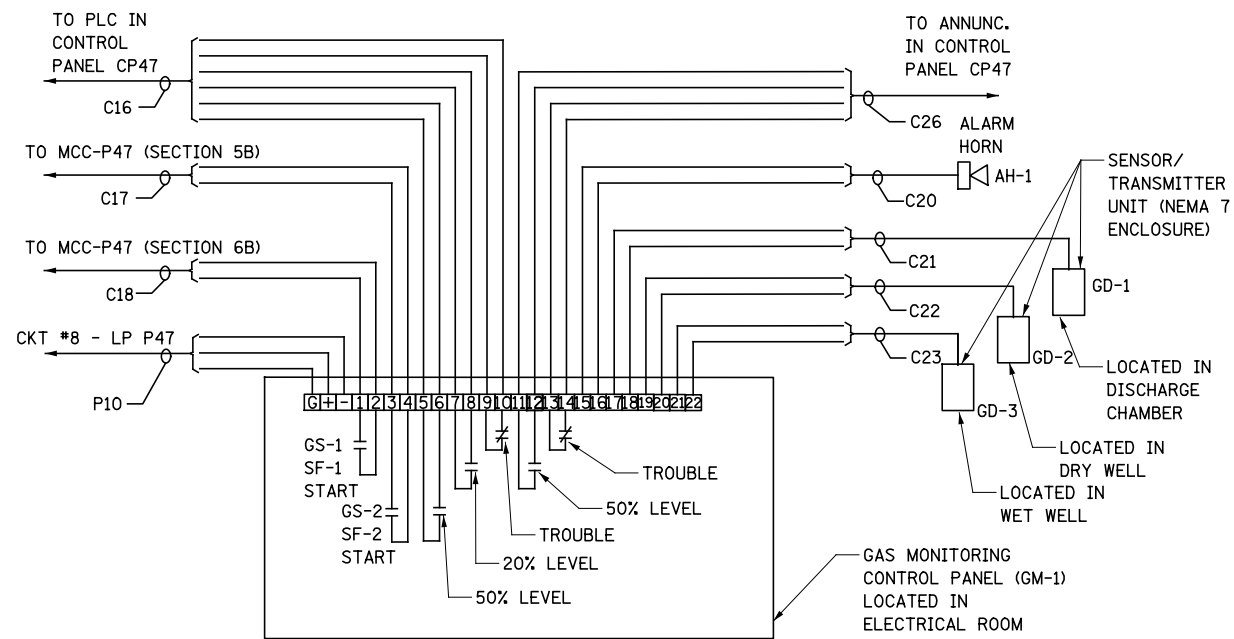 TO PLC IN
CONTROL
PANEL CP47
C16
TO ANNUNC.
IN CONTROL
PANEL CP47
C26
ALARM
HORN
AH-1
C20
SENSOR/
TRANSMITTER
UNIT (NEMA 7
ENCLOSURE)
TO MCC-P47 (SECTION 5B)
C17
TO MCC-P47 (SECTION 6B)
C18
C21
GD-1
C22
GD-2
CKT #8 - LP P47
P10
C23
GD-3
LOCATED IN
DISCHARGE
CHAMBER
LOCATED IN
DRY WELL
LOCATED IN
WET WELL
G + - 1 2 3 4 5 6 7 8 9 10 11 12 13 14 15 16 17 18 19 20 21 22
GS-1
SF-1
START
GS-2
SF-2
START
TROUBLE
50% LEVEL
TROUBLE
20% LEVEL
50% LEVEL
GAS MONITORING
CONTROL PANEL (GM-1)
LOCATED IN
ELECTRICAL ROOM